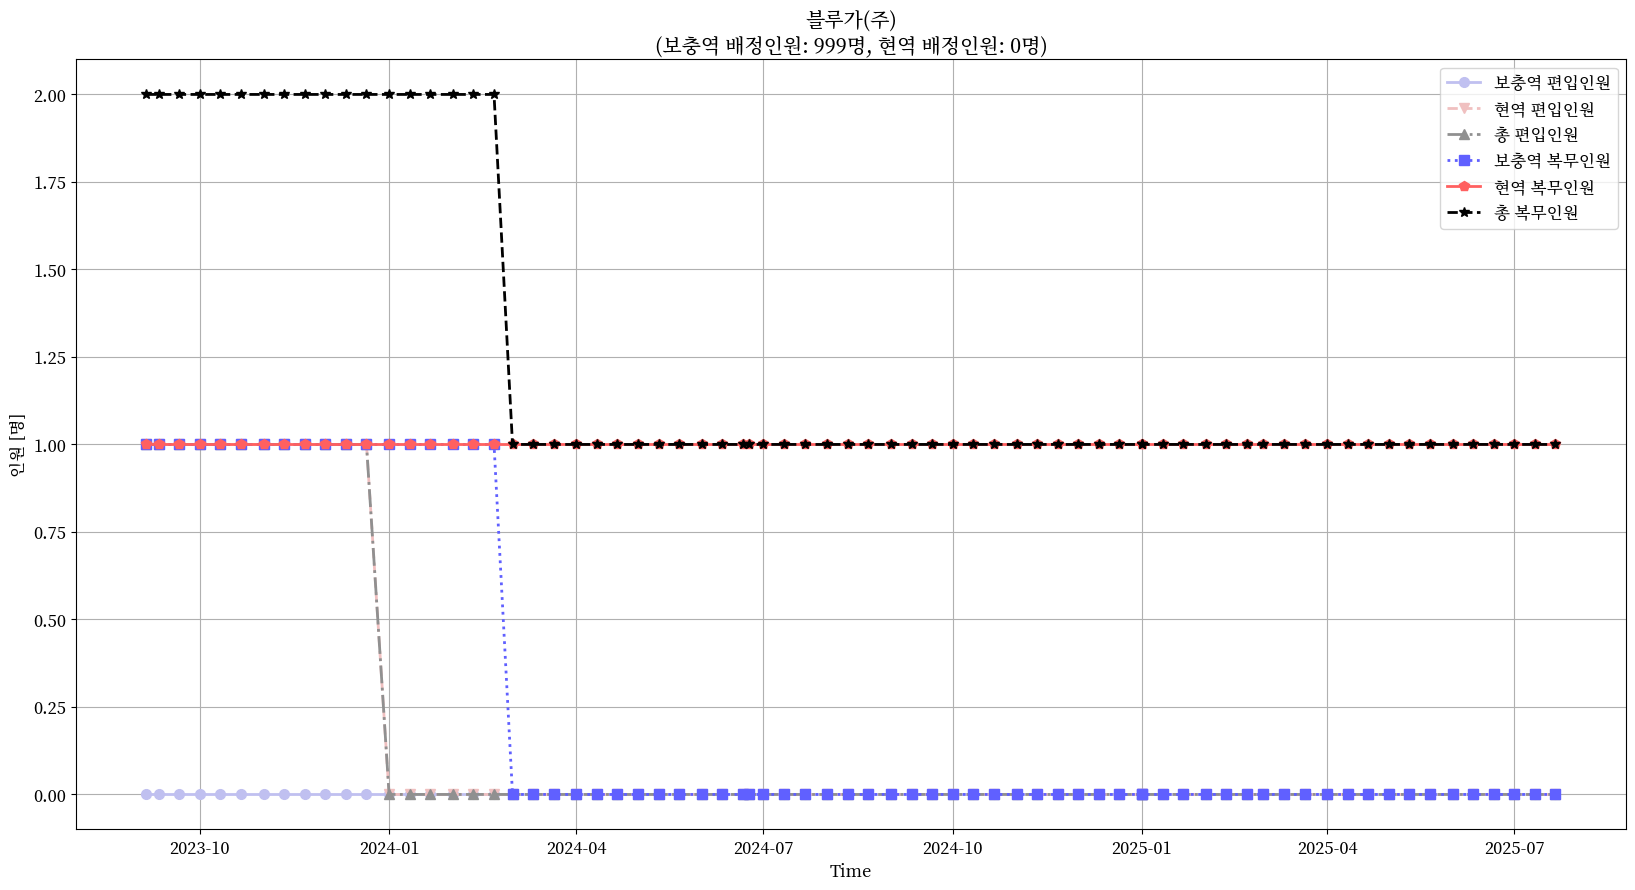 블루가(주)
(보충역 배정인원: 999명, 현역 배정인원: 0명)
보충역 편입인원
현역 편입인원
총 편입인원
보충역 복무인원
현역 복무인원
총 복무인원
2.00
1.75
1.50
1.25
1.00
0.75
0.50
0.25
0.00
인원 [명]
2023-10
2024-01
2024-04
2024-07
2024-10
2025-01
2025-04
2025-07
Time